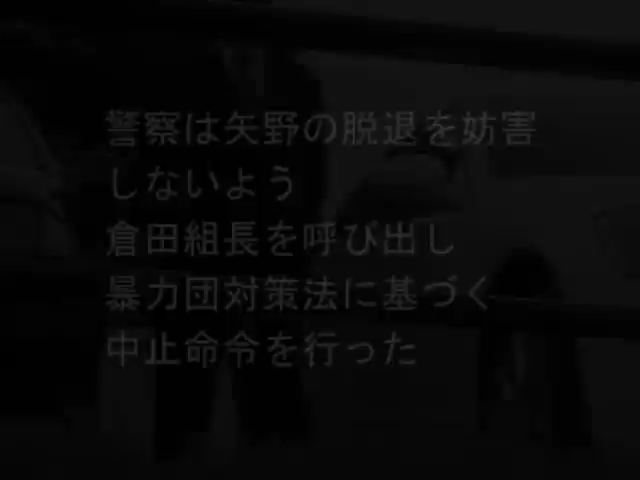 警察は矢野の脱退を妨害
しないよう
倉田組長を呼び出し
暴力団対策法に基づく
中止命令を行った